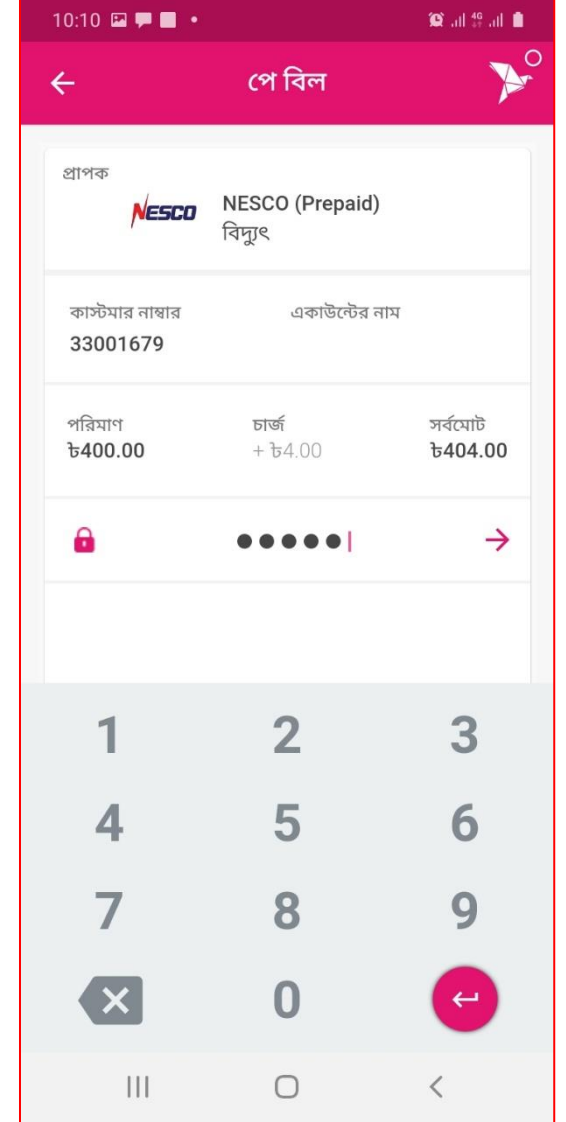 10:10
4G
পে বিল
প্রাপক
NESCO
NESCO (Prepaid)
বিদ্যুৎ
কাস্টমার নাম্বার
একাউন্টের নাম
33001679
পরিমাণ
চার্জ
সর্বমোট
৳400.00
+ ৳4.00
৳404.00
1 2 3
4 5 6
7 8 9
0